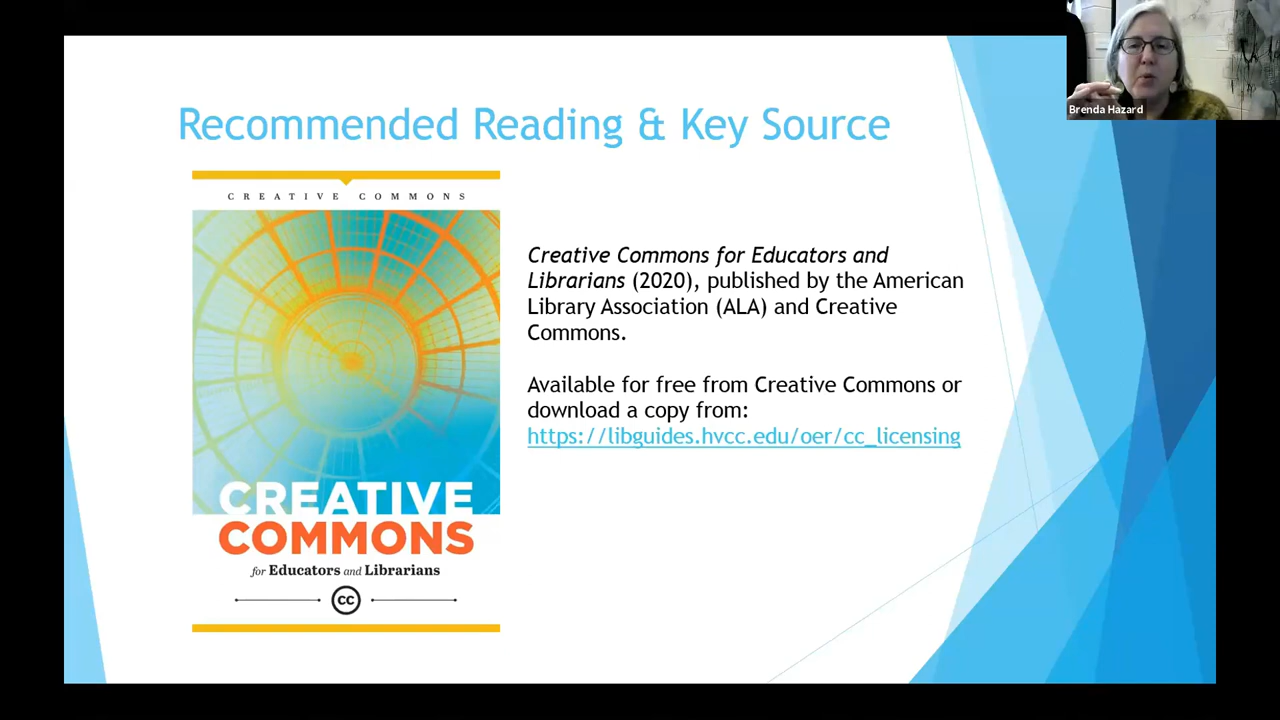 Brenda Hazard
Recommended Reading & Key Source
CREATIVE COMMONS
CREATIVE
COMMONS
for Educators and Librarians
cc
Creative Commons for Educators and
Librarians (2020), published by the American
Library Association (ALA) and Creative
Commons.
Available for free from Creative Commons or
download a copy from:
https://libguides.hvcc.edu/oer/cc_licensing